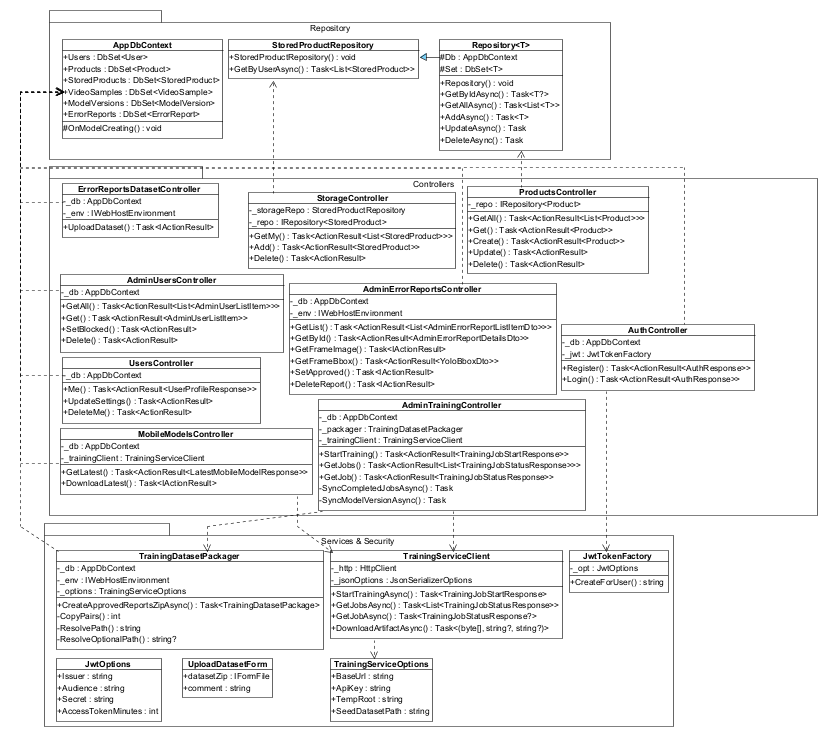 Repository
AppDbContext
+Users : DbSet<User>
+Products : DbSet<Product>
+StoredProducts : DbSet<StoredProduct>
+VideoSamples : DbSet<VideoSample>
+ModelVersions : DbSet<ModelVersion>
+ErrorReports : DbSet<ErrorReport>
#OnModelCreating() : void
StoredProductRepository
+StoredProductRepository() : void
+GetByUserAsync() : Task<List<StoredProduct>>
Repository<T>
#Db : AppDbContext
#Set : DbSet<T>
+Repository() : void
+GetByIdAsync() : Task<T?>
+GetAllAsync() : Task<List<T>>
+AddAsync() : Task<T>
+UpdateAsync() : Task
+DeleteAsync() : Task
Controllers
ErrorReportsDatasetController
-_db : AppDbContext
-_env : IWebHostEnvironment
+UploadDataset() : Task<IActionResult>
StorageController
-_storageRepo : StoredProductRepository
-_repo : IRepository<StoredProduct>
+GetMy() : Task<ActionResult<List<StoredProduct>>>
+Add() : Task<ActionResult<StoredProduct>>
+Delete() : Task<ActionResult>
ProductsController
-_repo : IRepository<Product>
+GetAll() : Task<ActionResult<List<Product>>>
+Get() : Task<ActionResult<Product>>
+Create() : Task<ActionResult<Product>>
+Update() : Task<ActionResult>
+Delete() : Task<ActionResult>
AdminUsersController
-_db : AppDbContext
+GetAll() : Task<ActionResult<List<AdminUserListItem>>>
+Get() : Task<ActionResult<AdminUserListItem>>
+SetBlocked() : Task<ActionResult>
+Delete() : Task<ActionResult>
AdminErrorReportsController
-_db : AppDbContext
-_env : IWebHostEnvironment
+GetList() : Task<ActionResult<List<AdminErrorReportListItemDto>>>
+GetById() : Task<ActionResult<AdminErrorReportDetailsDto>>
+GetFrameImage() : Task<IActionResult>
+GetFrameBbox() : Task<ActionResult<YoloBboxDto>>
+SetApproved() : Task<IActionResult>
+DeleteReport() : Task<IActionResult>
AuthController
-_db : AppDbContext
-_jwt : JwtTokenFactory
+Register() : Task<ActionResult<AuthResponse>>
+Login() : Task<ActionResult<AuthResponse>>
UsersController
-_db : AppDbContext
+Me() : Task<ActionResult<UserProfileResponse>>
+UpdateSettings() : Task<ActionResult>
+DeleteMe() : Task<ActionResult>
AdminTrainingController
-_db : AppDbContext
-_packager : TrainingDatasetPackager
-_trainingClient : TrainingServiceClient
+StartTraining() : Task<ActionResult<TrainingJobStartResponse>>
+GetJobs() : Task<ActionResult<List<TrainingJobStatusResponse>>>
+GetJob() : Task<ActionResult<TrainingJobStatusResponse>>
-SyncCompletedJobsAsync() : Task
-SyncModelVersionAsync() : Task
MobileModelsController
-_db : AppDbContext
-_trainingClient : TrainingServiceClient
+GetLatest() : Task<ActionResult<LatestMobileModelResponse>>
+DownloadLatest() : Task<IActionResult>
Services & Security
TrainingDatasetPackager
-_db : AppDbContext
-_env : IWebHostEnvironment
-_options : TrainingServiceOptions
+CreateApprovedReportsZipAsync() : Task<TrainingDatasetPackage>
-CopyPairs() : int
-ResolvePath() : string
-ResolveOptionalPath() : string?
TrainingServiceClient
-_http : HttpClient
-_jsonOptions : JsonSerializerOptions
+StartTrainingAsync() : Task<TrainingJobStartResponse>
+GetJobsAsync() : Task<List<TrainingJobStatusResponse>>
+GetJobAsync() : Task<TrainingJobStatusResponse?>
+DownloadArtifactAsync() : Task<(byte[], string?, string?)>
JwtTokenFactory
-_opt : JwtOptions
+CreateForUser() : string
JwtOptions
+Issuer : string
+Audience : string
+Secret : string
+AccessTokenMinutes : int
UploadDatasetForm
+datasetZip : IFormFile
+comment : string
TrainingServiceOptions
+BaseUrl : string
+ApiKey : string
+TempRoot : string
+SeedDatasetPath : string